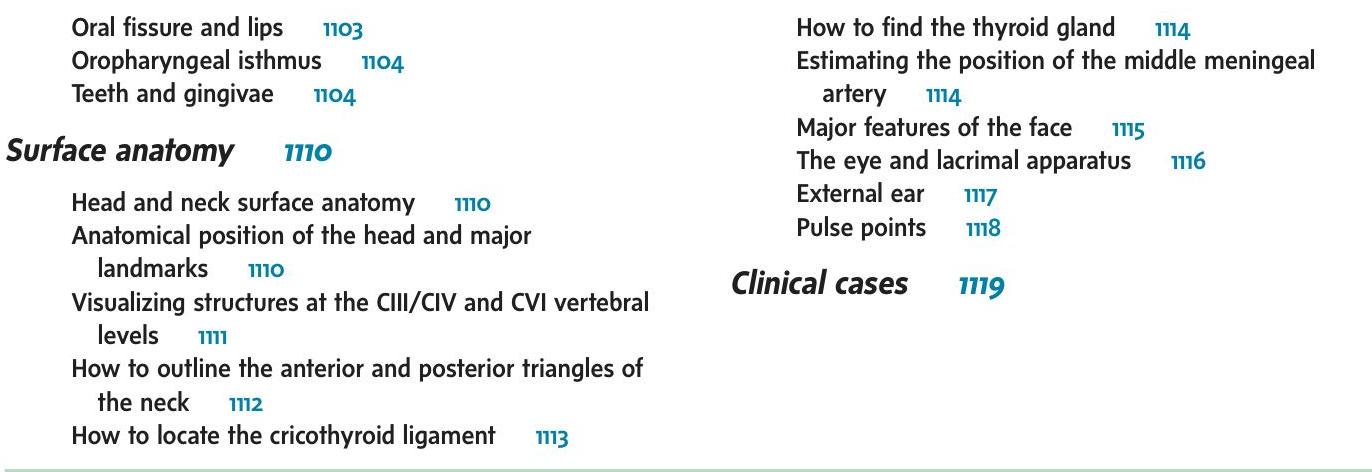 Oral fissure and lips 1103
Oropharyngeal isthmus 1104
Teeth and gingivae 1104
Surface anatomy 1110
Head and neck surface anatomy 1110
Anatomical position of the head and major
landmarks 1110
Visualizing structures at the CIII/CIV and CVI vertebral
levels 1111
How to outline the anterior and posterior triangles of
the neck 1112
How to locate the cricothyroid ligament 1113
How to find the thyroid gland 1114
Estimating the position of the middle meningeal
artery 1114
Major features of the face 1115
The eye and lacrimal apparatus 1116
External ear 1117
Pulse points 1118
Clinical cases 1119